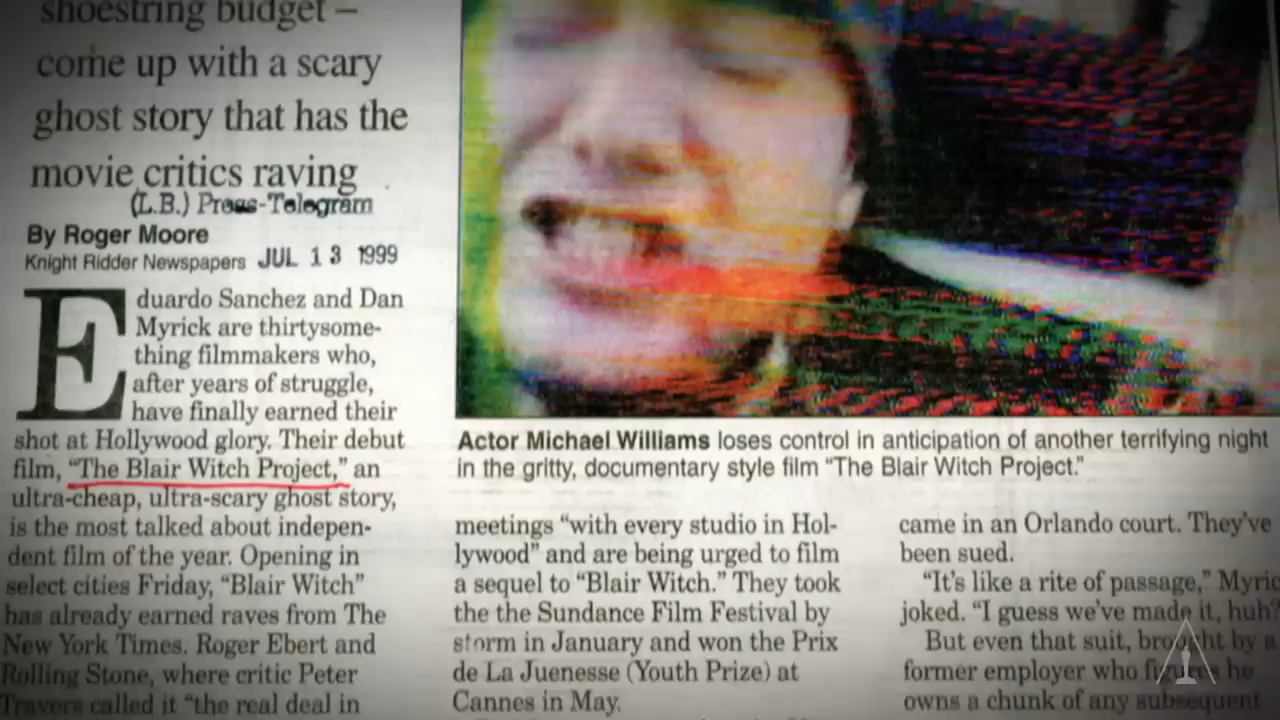 shoestring budget –
come up with a scary
ghost story that has the
movie critics raving
(L.B.) Press-Telegram
By Roger Moore
Knight Ridder Newspapers JUL 13 1999
Eduardo Sanchez and Dan
Myrick are thirtysome-
thing filmmakers who,
after years of struggle,
have finally earned their
shot at Hollywood glory. Their debut
film, “The Blair Witch Project,” an
ultra-cheap, ultra-scary ghost story,
is the most talked about indepen-
dent film of the year. Opening in
select cities Friday, “Blair Witch”
has already earned raves from The
New York Times. Roger Ebert and
Rolling Stone, where critic Peter
Travers called it “the real deal in
Actor Michael Williams loses control in anticipation of another terrifying night
in the gritty, documentary style film “The Blair Witch Project.”
meetings “with every studio in Hol-
lywood” and are being urged to film
a sequel to “Blair Witch.” They took
the the Sundance Film Festival by
storm in January and won the Prix
de La Juenesse (Youth Prize) at
Cannes in May.
came in an Orlando court. They’ve
been sued.
“It’s like a rite of passage,” Myric
joked. “I guess we’ve made it, huh?
But even that suit, brought by a
former employer who figures he
owns a chunk of any subsequent